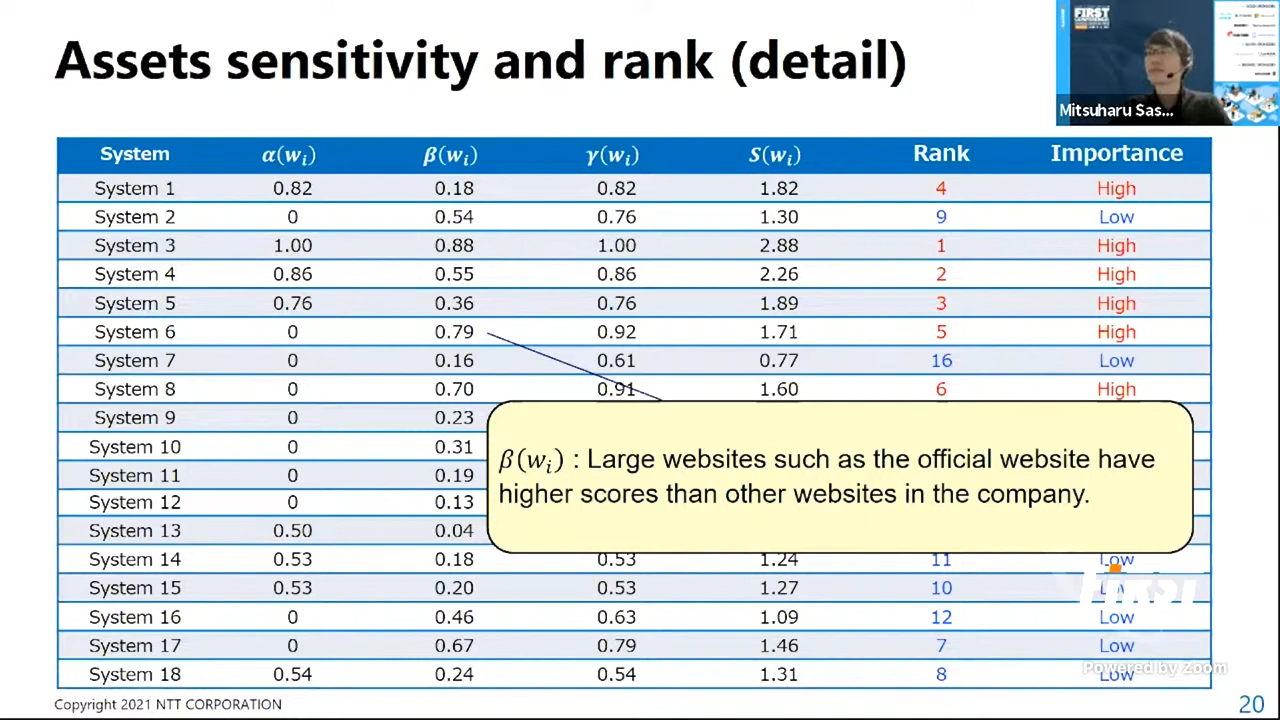 Assets sensitivity and rank (detail)
FIRST
Mitsuharu Sas...
System α(wᵢ) β(wᵢ) γ(wᵢ) S(wᵢ) Rank Importance
System 1 0.82 0.18 0.82 1.82 4 High
System 2 0 0.54 0.76 1.30 9 Low
System 3 1.00 0.88 1.00 2.88 1 High
System 4 0.86 0.55 0.86 2.26 2 High
System 5 0.76 0.36 0.76 1.89 3 High
System 6 0 0.79 0.92 1.71 5 High
System 7 0 0.16 0.61 0.77 16 Low
System 8 0 0.70 0.91 1.60 6 High
System 9 0 0.23
System 10 0 0.31
System 11 0 0.19
System 12 0 0.13
System 13 0.50 0.04
β(wᵢ) : Large websites such as the official website have
higher scores than other websites in the company.
System 14 0.53 0.18 0.53 1.24 11 Low
System 15 0.53 0.20 0.53 1.27 10 Low
System 16 0 0.46 0.63 1.09 12 Low
System 17 0 0.67 0.79 1.46 7 Low
System 18 0.54 0.24 0.54 1.31 8 Low
FIRST
Powered by Zoom
Copyright 2021 NTT CORPORATION
20